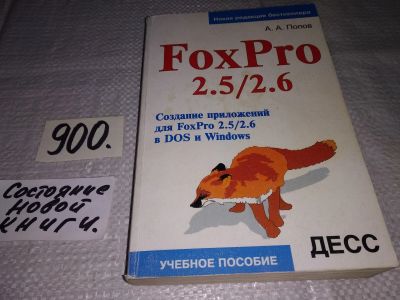 Новая редакция бестселлера
А. А. Попов
FoxPro
2.5/2.6
Создание приложений
для FoxPro 2.5/2.6
в DOS и Windows
УЧЕБНОЕ ПОСОБИЕ
ДЕСС
900.
Состояние
новой
книги.